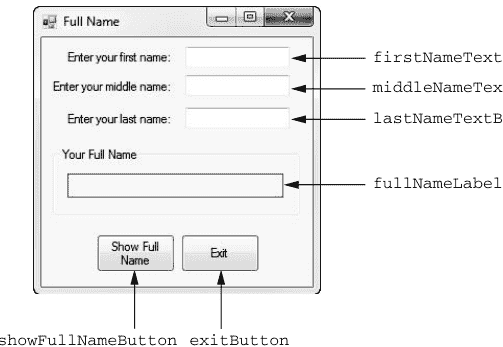 Full Name
Enter your first name:
firstNameText
Enter your middle name:
middleNameTex
Enter your last name:
lastNameTextB
Your Full Name
fullNameLabel
Show Full
Name
Exit
showFullNameButton exitButton